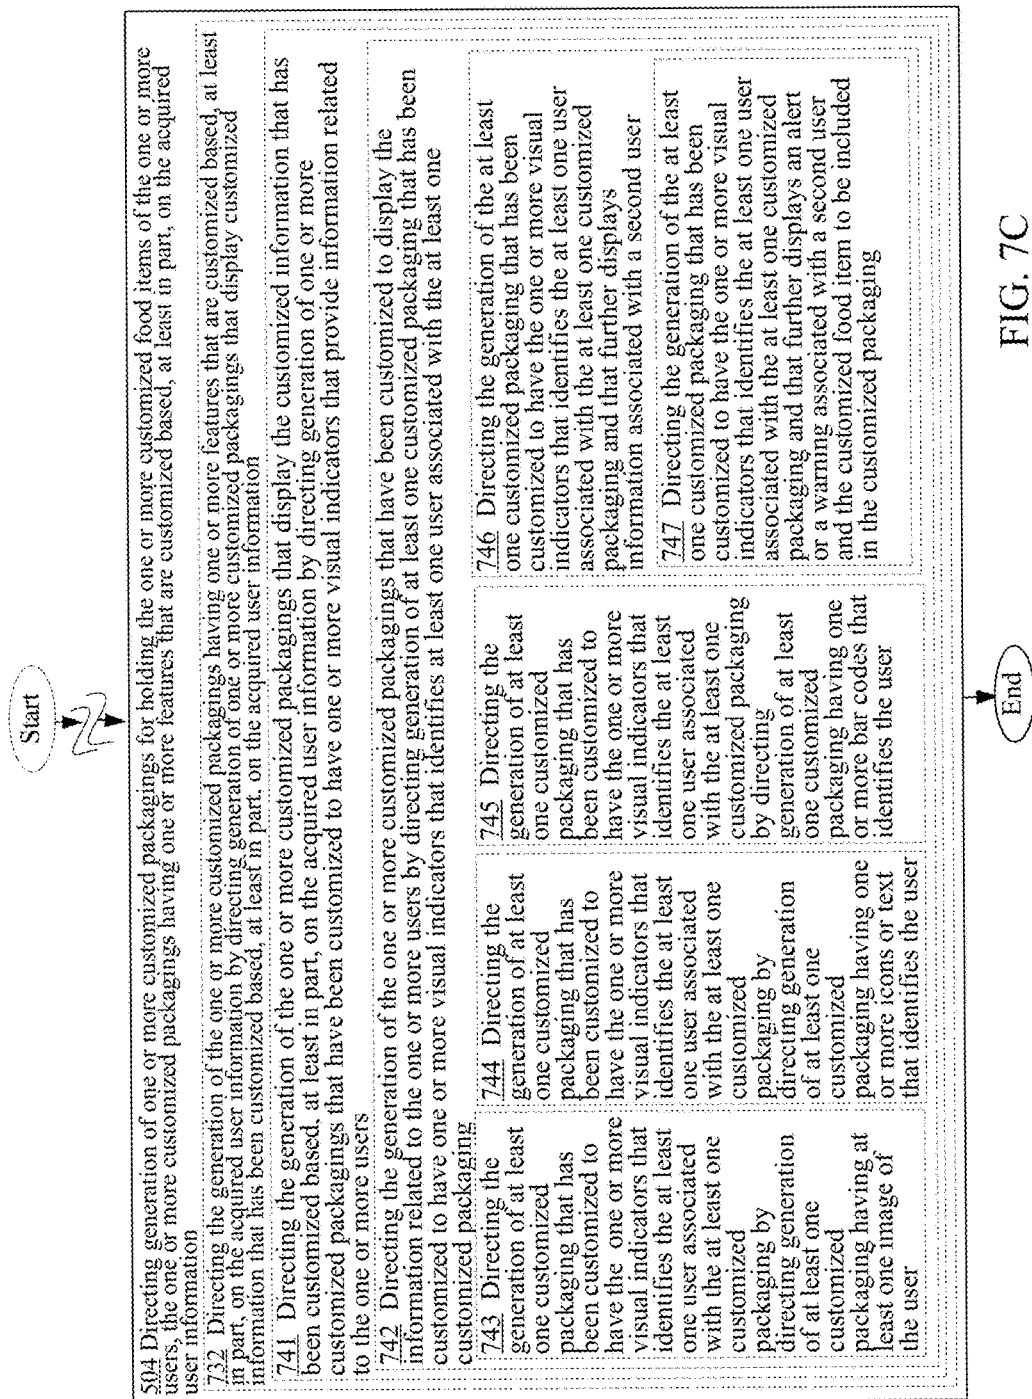 Start
504 Directing generation of one or more customized packagings for holding the one or more customized food items of the one or more
users, the one or more customized packagings having one or more features that are customized based, at least in part, on the acquired
user information
732 Directing the generation of the one or more customized packagings having one or more features that are customized based, at least
in part, on the acquired user information by directing generation of one or more customized packagings that display customized
information that has been customized based, at least in part, on the acquired user information
741 Directing the generation of the one or more customized packagings that display the customized information that has
been customized based, at least in part, on the acquired user information by directing generation of one or more
customized packagings that have been customized to have one or more visual indicators that provide information related
to the one or more users
742 Directing the generation of the one or more customized packagings that have been customized to display the
information related to the one or more users by directing generation of at least one customized packaging that has been
customized to have one or more visual indicators that identifies at least one user associated with the at least one
customized packaging
743 Directing the
generation of at least
one customized
packaging that has
been customized to
have the one or more
visual indicators that
identifies the at least
one user associated
with the at least one
customized
packaging by
directing generation
of at least one
customized
packaging having at
least one image of
the user
744 Directing the
generation of at least
one customized
packaging that has
been customized to
have the one or more
visual indicators that
identifies the at least
one user associated
with the at least one
customized
packaging by
directing generation
of at least one
customized
packaging having one
or more icons or text
that identifies the user
745 Directing the
generation of at least
one customized
packaging that has
been customized to
have the one or more
visual indicators that
identifies the at least
one user associated
with the at least one
customized packaging
by directing
generation of at least
one customized
packaging having one
or more bar codes that
identifies the user
746 Directing the generation of the at least
one customized packaging that has been
customized to have the one or more visual
indicators that identifies the at least one user
associated with the at least one customized
packaging and that further displays
information associated with a second user
747 Directing the generation of the at least
one customized packaging that has been
customized to have the one or more visual
indicators that identifies the at least one user
associated with the at least one customized
packaging and that further displays an alert
or a warning associated with a second user
and the customized food item to be included
in the customized packaging
End
FIG. 7C